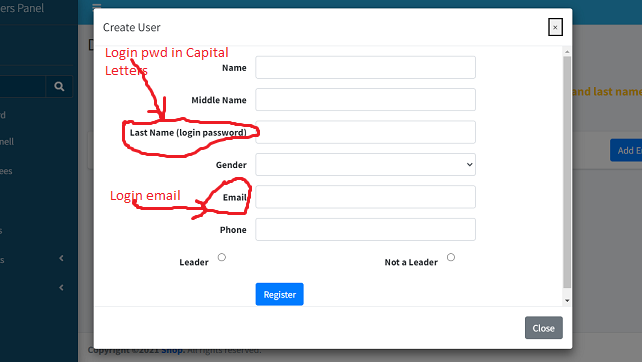 ers Panel
Create User
×
Login pwd in Capital
Letters
Name
Middle Name
Last Name (login password)
and last name
Gender
nell
Add E
ees
Login email
Email
Phone
Leader
Not a Leader
Register
Close
Copyright ©2021 Shop. All rights reserved.